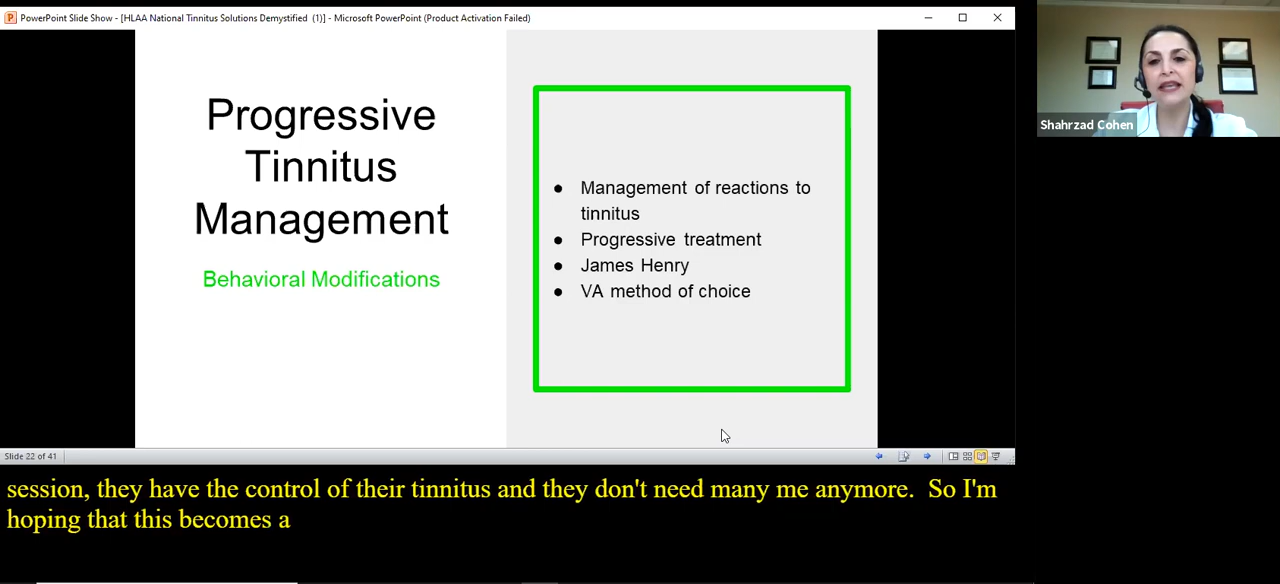 PowerPoint Slide Show - [HLAA National Tinnitus Solutions Demystified (1)] - Microsoft PowerPoint (Product Activation Failed)
Progressive
Tinnitus
Management
Behavioral Modifications
● Management of reactions to
tinnitus
● Progressive treatment
● James Henry
● VA method of choice
Shahrzad Cohen
Slide 22 of 41
session, they have the control of their tinnitus and they don't need many me anymore. So I'm
hoping that this becomes a